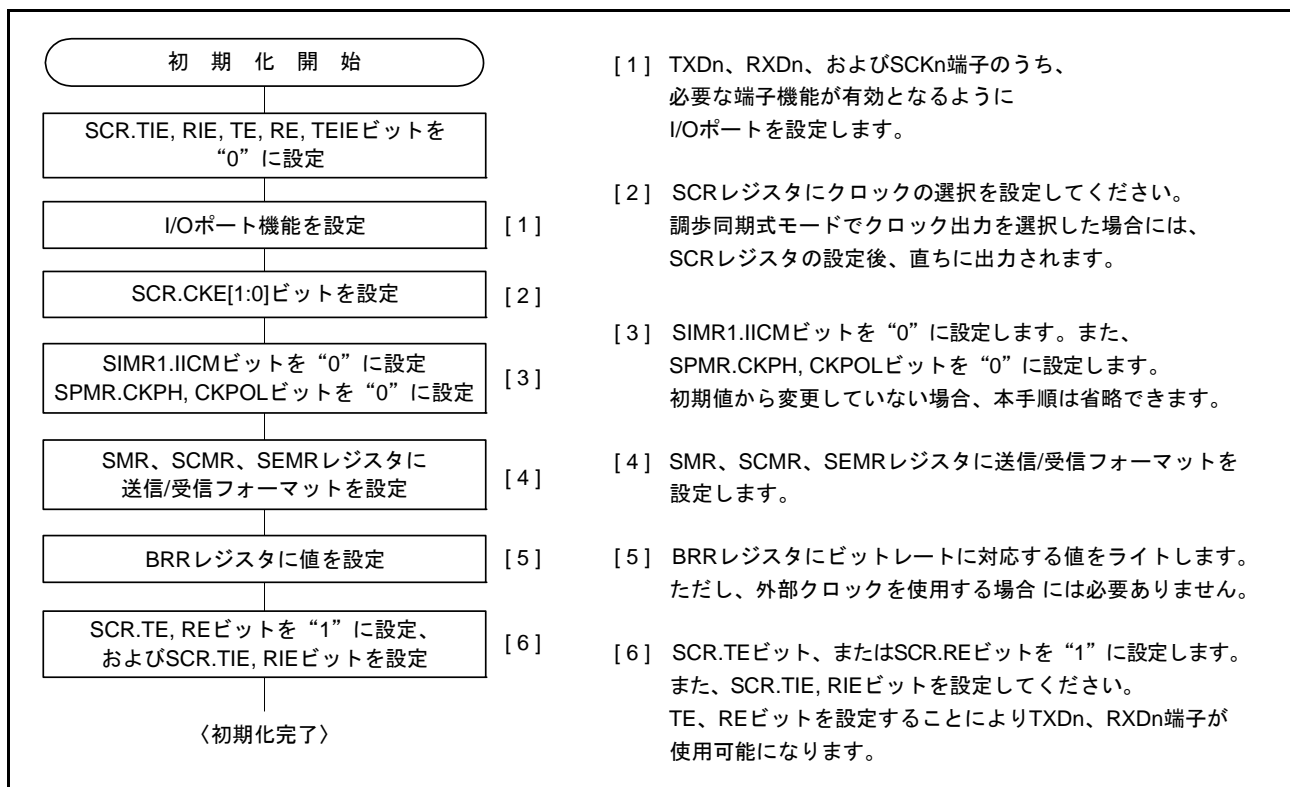 初 期 化 開 始
SCR.TIE, RIE, TE, RE, TEIEビットを
“0”に設定
I/Oポート機能を設定
[ 1 ]
SCR.CKE[1:0]ビットを設定
[ 2 ]
SIMR1.IICMビットを“0”に設定
SPMR.CKPH, CKPOLビットを“0”に設定
[ 3 ]
SMR、SCMR、SEMRレジスタに
送信/受信フォーマットを設定
[ 4 ]
BRRレジスタに値を設定
[ 5 ]
SCR.TE, REビットを“1”に設定、
およびSCR.TIE, RIEビットを設定
[ 6 ]
〈初期化完了〉
[ 1 ] TXDn、RXDn、およびSCKn端子のうち、
必要な端子機能が有効となるように
I/Oポートを設定します。
[ 2 ] SCRレジスタにクロックの選択を設定してください。
調歩同期式モードでクロック出力を選択した場合には、
SCRレジスタの設定後、直ちに出力されます。
[ 3 ] SIMR1.IICMビットを“0”に設定します。また、
SPMR.CKPH, CKPOLビットを“0”に設定します。
初期値から変更していない場合、本手順は省略できます。
[ 4 ] SMR、SCMR、SEMRレジスタに送信/受信フォーマットを
設定します。
[ 5 ] BRRレジスタにビットレートに対応する値をライトします。
ただし、外部クロックを使用する場合 には必要ありません。
[ 6 ] SCR.TEビット、またはSCR.REビットを“1”に設定します。
また、SCR.TIE, RIEビットを設定してください。
TE、REビットを設定することによりTXDn、RXDn端子が
使用可能になります。